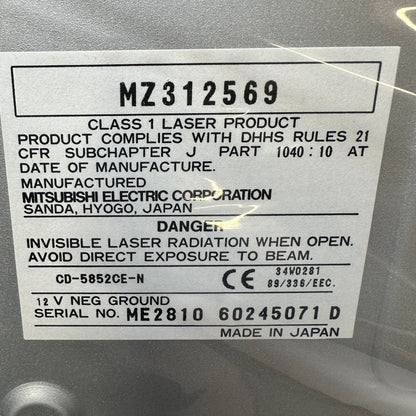 MZ312569
CLASS 1 LASER PRODUCT
PRODUCT COMPLIES WITH DHHS RULES 21
CFR SUBCHAPTER J PART 1040:10 AT
DATE OF MANUFACTURE.
MANUFACTURED
MITSUBISHI ELECTRIC CORPORATION
SANDA, HYOGO, JAPAN
DANGER
INVISIBLE LASER RADIATION WHEN OPEN.
AVOID DIRECT EXPOSURE TO BEAM.
CD-5852CE-N CE 34W0281
89/336/EEC.
12 V NEG GROUND
SERIAL NO. ME2810 60245071 D
MADE IN JAPAN